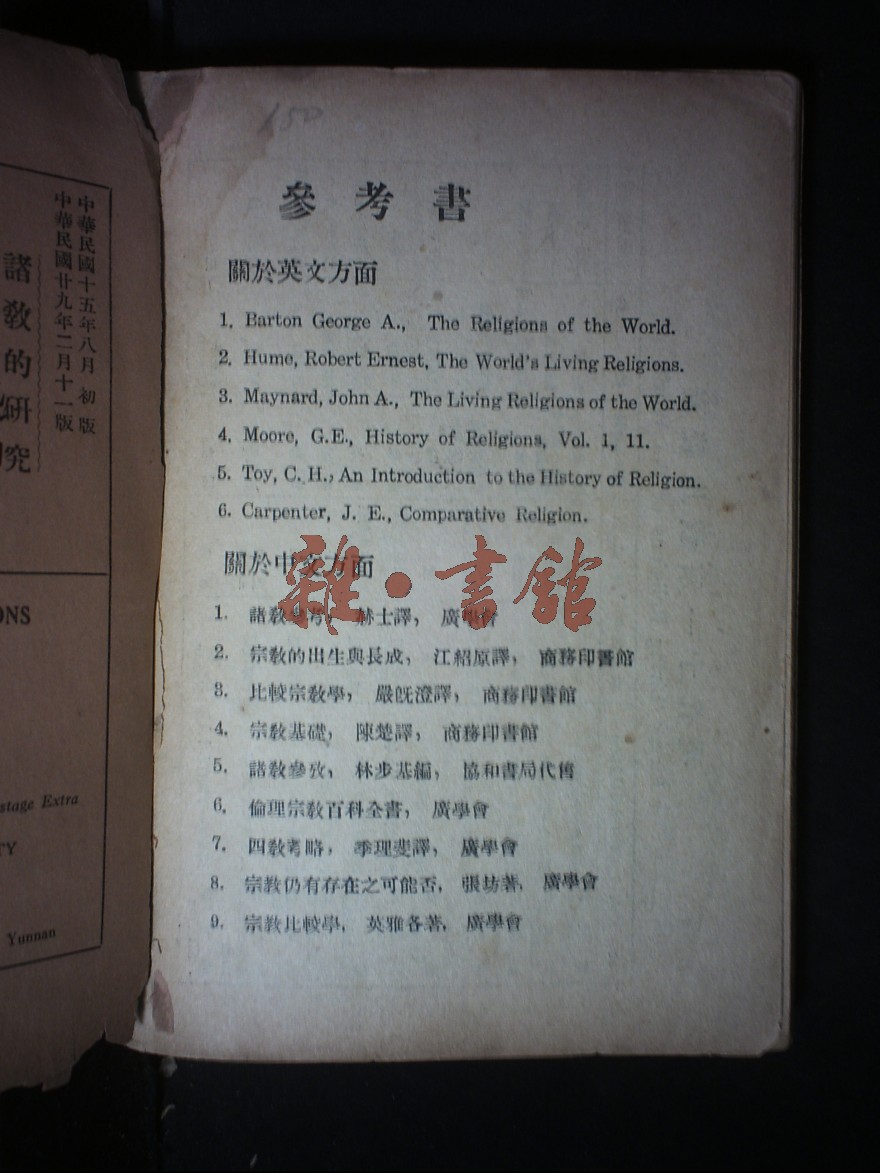 650
參考書
關於英文方面
1. Barton George A., The Religions of the World.
2. Hume, Robert Ernest, The World's Living Religions.
3. Maynard, John A., The Living Religions of the World.
4. Moore, G.E., History of Religions, Vol. 1, 11.
5. Toy, C. H., An Introduction to the History of Religion.
6. Carpenter, J. E., Comparative Religion.
關於中文方面
雜·書館
1. 諸教參考, 赫士譯, 廣學會
2. 宗教的出生與長成, 江紹原譯, 商務印書館
3. 比較宗教學, 嚴旣澄譯, 商務印書館
4. 宗教基礎, 陳楚譯, 商務印書館
5. 諸教參攷, 林步基編, 協和書局代售
6. 倫理宗教百科全書, 廣學會
7. 四教考略, 季理斐譯, 廣學會
8. 宗教仍有存在之可能否, 張坊著, 廣學會
9. 宗教比較學, 英雅各著, 廣學會
中華民國十五年八月 初版
中華民國廿九年二月十一版
諸教的研究
ONS
stage Extra
TY
Yunnan